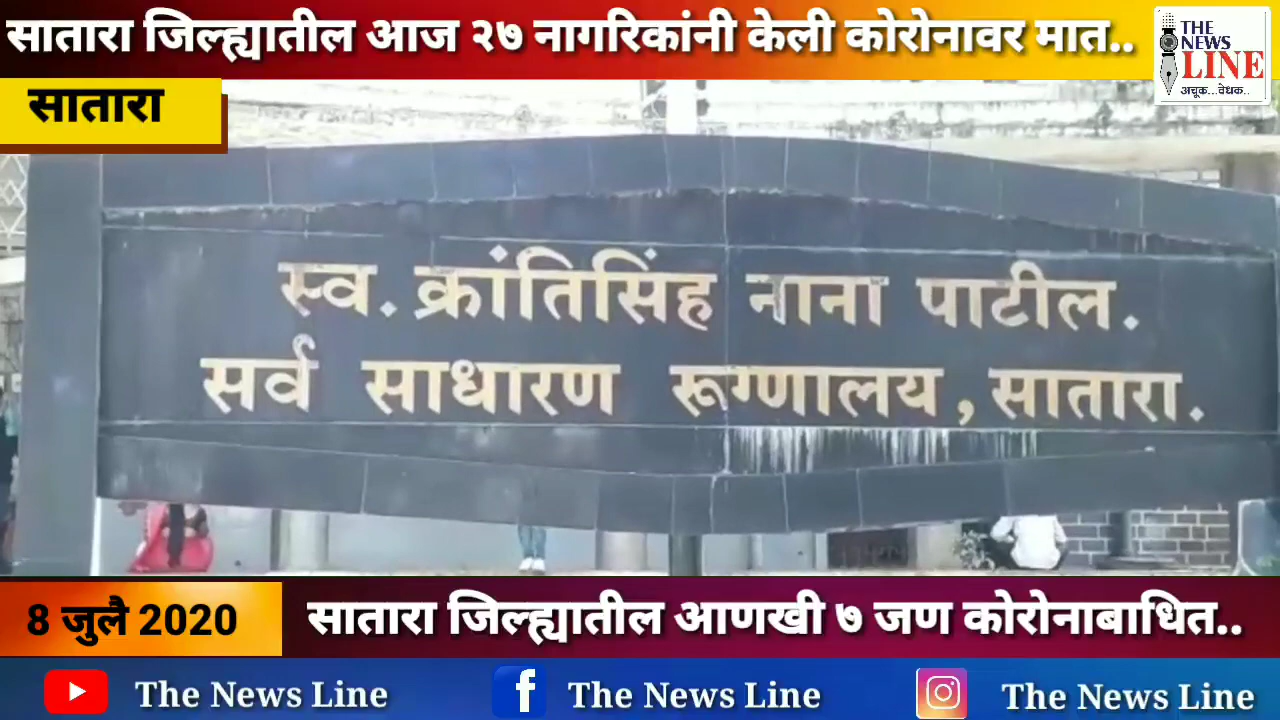 सातारा जिल्ह्यातील आज २७ नागरिकांनी केली कोरोनावर मात..
THE
NEWS
LINE
अचूक...वेधक..
सातारा
स्व. क्रांतिसिंह नाना पाटील.
सर्व साधारण रूग्णालय, सातारा.
8 जुलै 2020
सातारा जिल्ह्यातील आणखी ७ जण कोरोनाबाधित..
The News Line
The News Line
The News Line